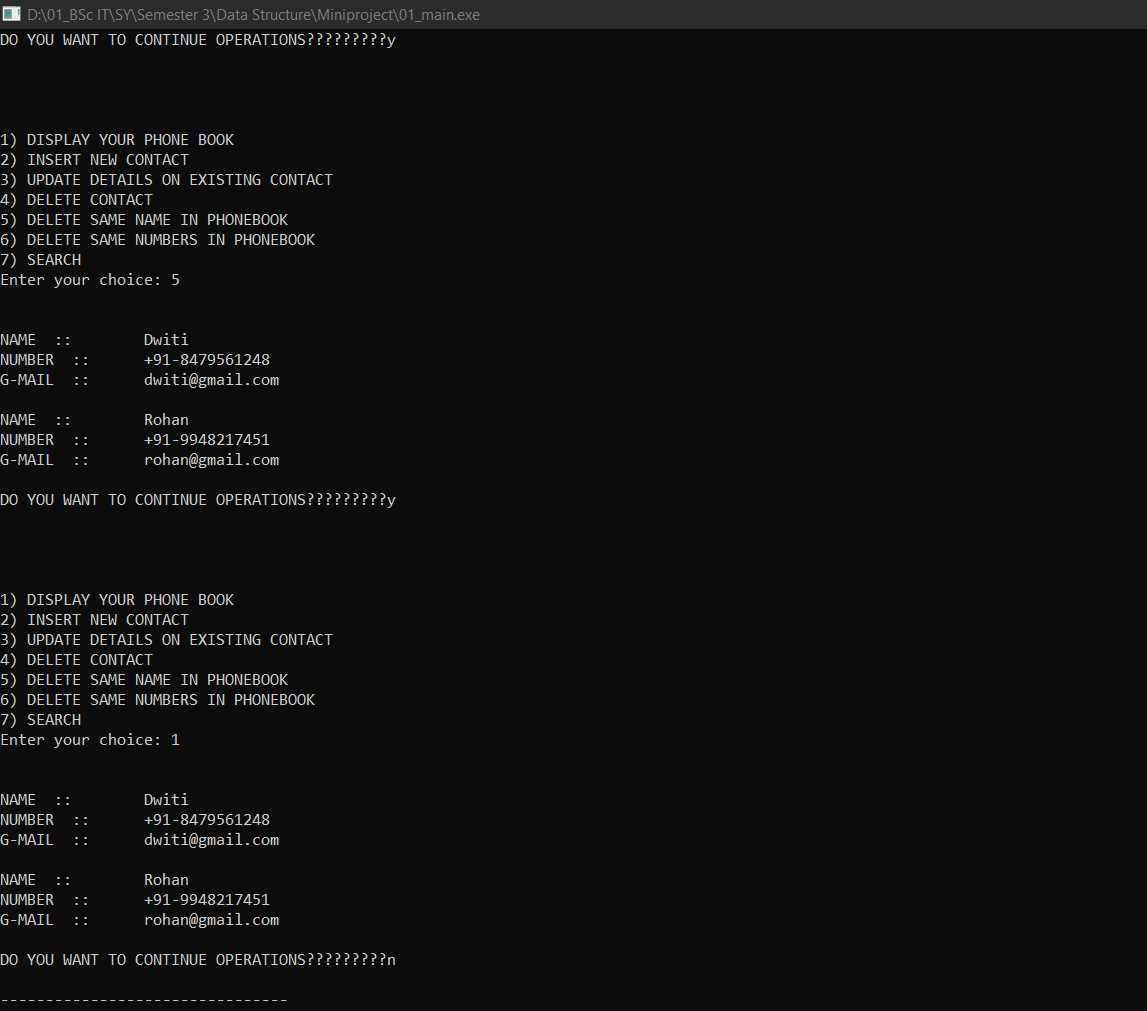 D:\01_BSc IT\SY\Semester 3\Data Structure\Miniproject\01_main.exe
DO YOU WANT TO CONTINUE OPERATIONS?????????y
1) DISPLAY YOUR PHONE BOOK
2) INSERT NEW CONTACT
3) UPDATE DETAILS ON EXISTING CONTACT
4) DELETE CONTACT
5) DELETE SAME NAME IN PHONEBOOK
6) DELETE SAME NUMBERS IN PHONEBOOK
7) SEARCH
Enter your choice: 5
NAME  ::        Dwiti
NUMBER  ::      +91-8479561248
G-MAIL  ::      dwiti@gmail.com
NAME  ::        Rohan
NUMBER  ::      +91-9948217451
G-MAIL  ::      rohan@gmail.com
DO YOU WANT TO CONTINUE OPERATIONS?????????y
1) DISPLAY YOUR PHONE BOOK
2) INSERT NEW CONTACT
3) UPDATE DETAILS ON EXISTING CONTACT
4) DELETE CONTACT
5) DELETE SAME NAME IN PHONEBOOK
6) DELETE SAME NUMBERS IN PHONEBOOK
7) SEARCH
Enter your choice: 1
NAME  ::        Dwiti
NUMBER  ::      +91-8479561248
G-MAIL  ::      dwiti@gmail.com
NAME  ::        Rohan
NUMBER  ::      +91-9948217451
G-MAIL  ::      rohan@gmail.com
DO YOU WANT TO CONTINUE OPERATIONS?????????n
--------------------------------